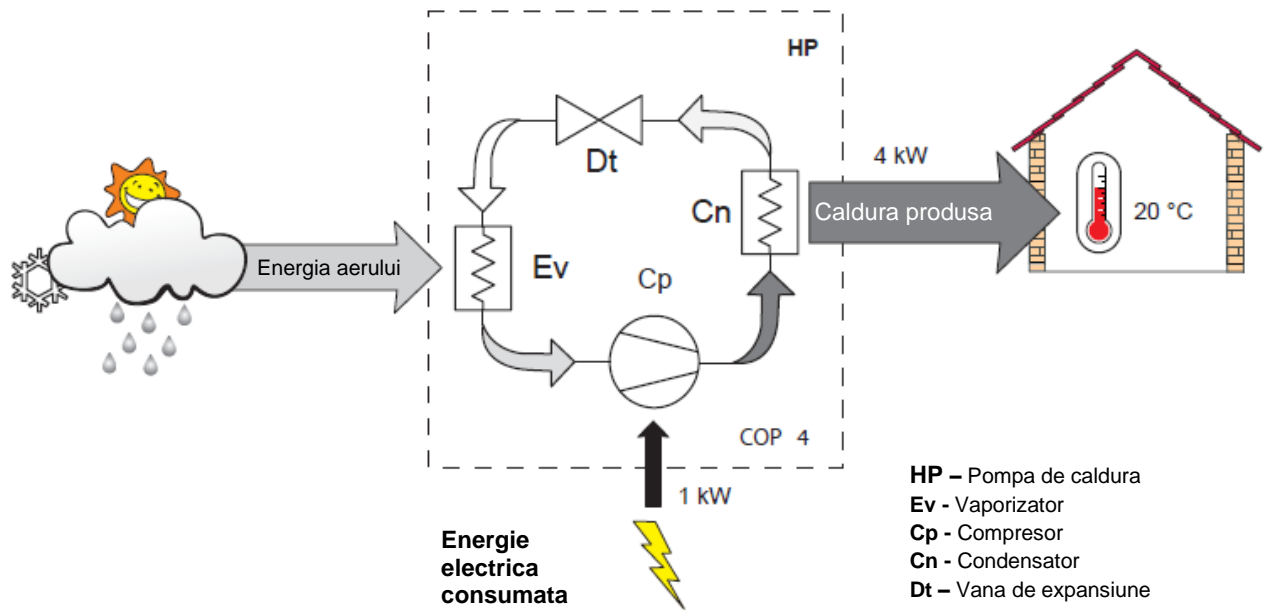 HP
Dt
4 kW
Cn
Caldura produsa
20 °C
Energia aerului
Ev
Cp
COP 4
1 kW
Energie
electrica
consumata
HP – Pompa de caldura
Ev - Vaporizator
Cp - Compresor
Cn - Condensator
Dt – Vana de expansiune